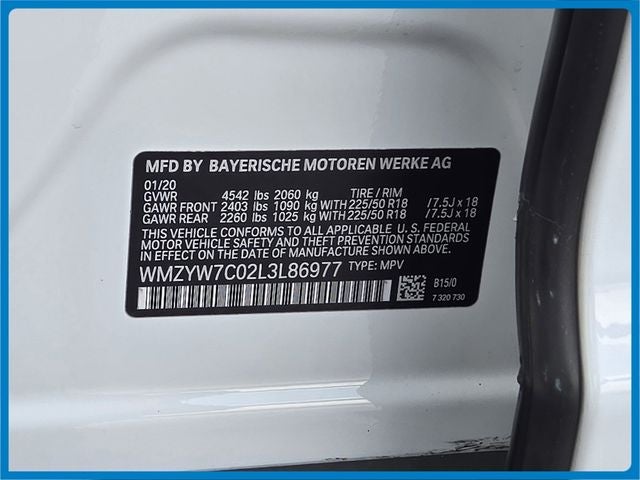 MFD BY BAYERISCHE MOTOREN WERKE AG
01/20
GVWR 4542 lbs 2060 kg TIRE / RIM
GAWR FRONT 2403 lbs 1090 kg WITH 225/50 R18 /7.5J x 18
GAWR REAR 2260 lbs 1025 kg WITH 225/50 R18 /7.5J x 18
THIS VEHICLE CONFORMS TO ALL APPLICABLE U. S. FEDERAL
MOTOR VEHICLE SAFETY, BUMPER, AND THEFT PREVENTION
STANDARDS IN EFFECT ON THE DATE OF MANUFACTURE SHOWN ABOVE.
WMZYW7C02L3L86977 TYPE: MPV
B15/0
7 320 730